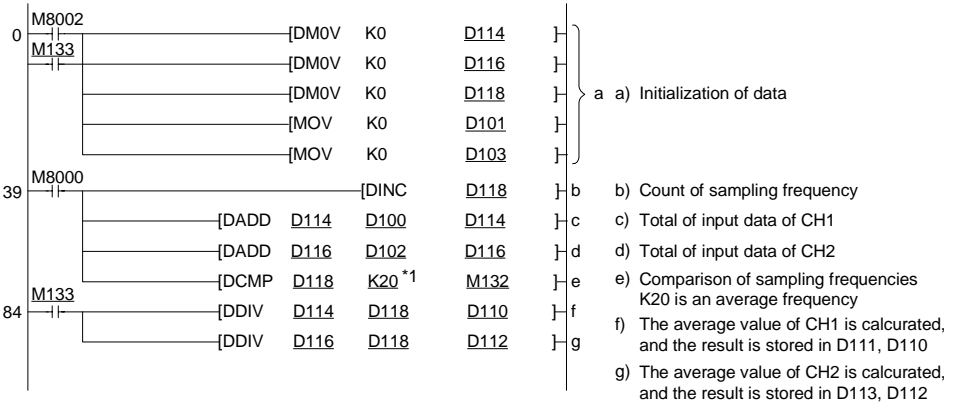 M8002
0 [DM0V K0 D114 ]
M133
[DM0V K0 D116 ]
[DM0V K0 D118 ] a a) Initialization of data
[MOV K0 D101 ]
[MOV K0 D103 ]
M8000
39 [DINC D118 ] b b) Count of sampling frequency
[DADD D114 D100 D114 ] c c) Total of input data of CH1
[DADD D116 D102 D116 ] d d) Total of input data of CH2
[DCMP D118 K20 *1 M132 ] e e) Comparison of sampling frequencies
K20 is an average frequency
M133
84 [DDIV D114 D118 D110 ] f f) The average value of CH1 is calcurated,
and the result is stored in D111, D110
[DDIV D116 D118 D112 ] g g) The average value of CH2 is calcurated,
and the result is stored in D113, D112